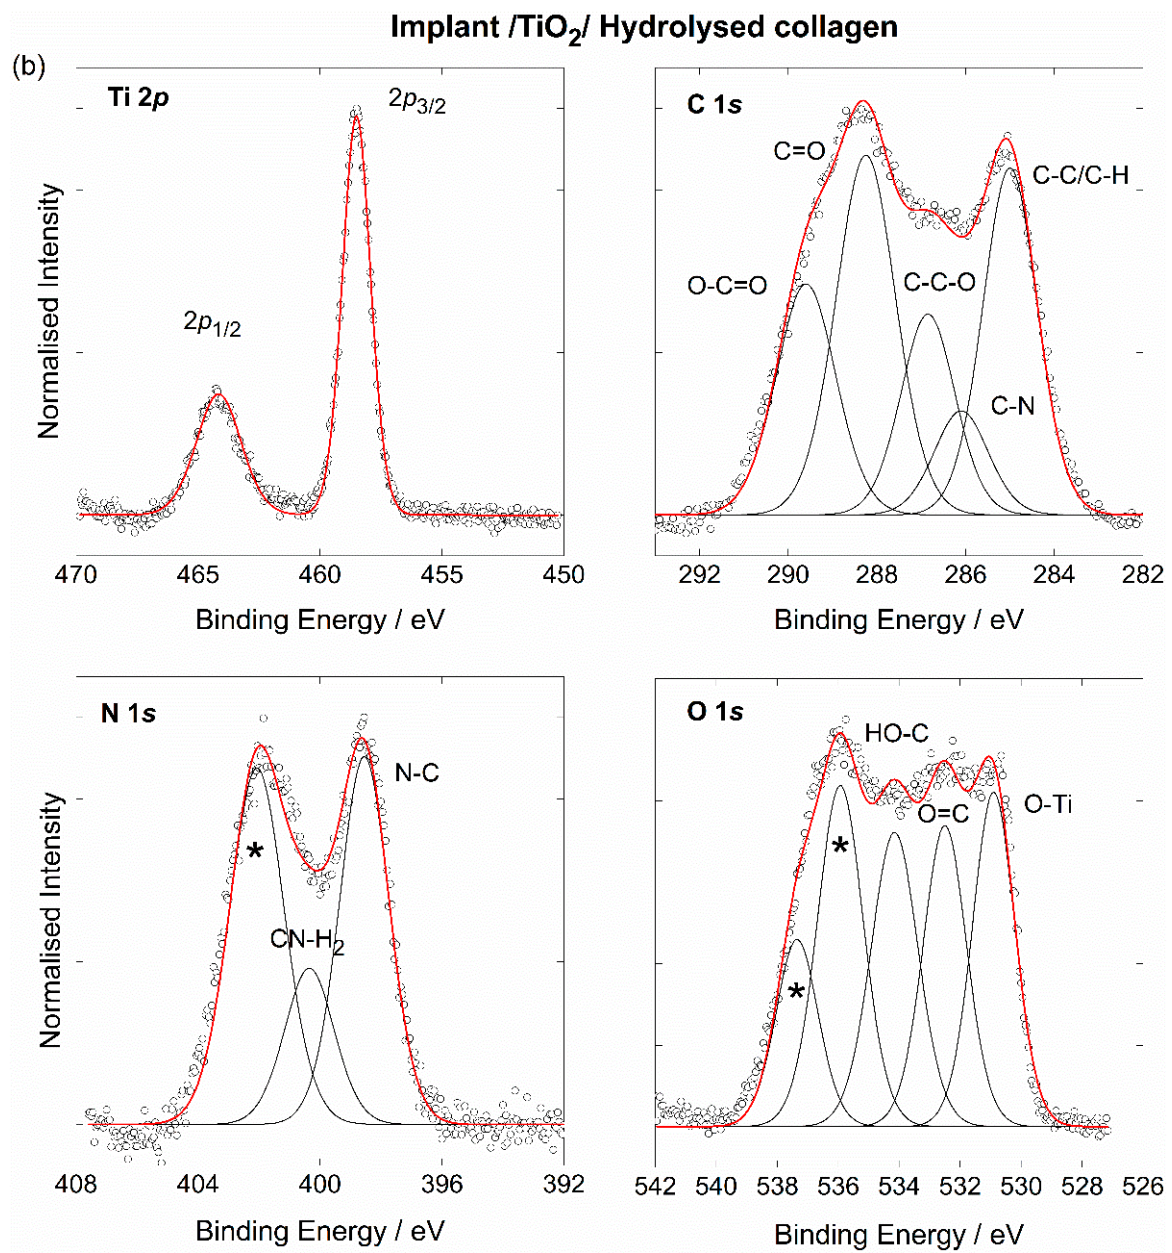 Implant /TiO2/ Hydrolysed collagen
(b)
Ti 2p
2p3/2
2p1/2
Normalised Intensity
470 465 460 455 450
Binding Energy / eV
C 1s
C=O
C-C/C-H
O-C=O
C-C-O
C-N
292 290 288 286 284 282
Binding Energy / eV
N 1s
N-C
*
CN-H2
Normalised Intensity
408 404 400 396 392
Binding Energy / eV
O 1s
HO-C
O=C
O-Ti
*
*
542 540 538 536 534 532 530 528 526
Binding Energy / eV